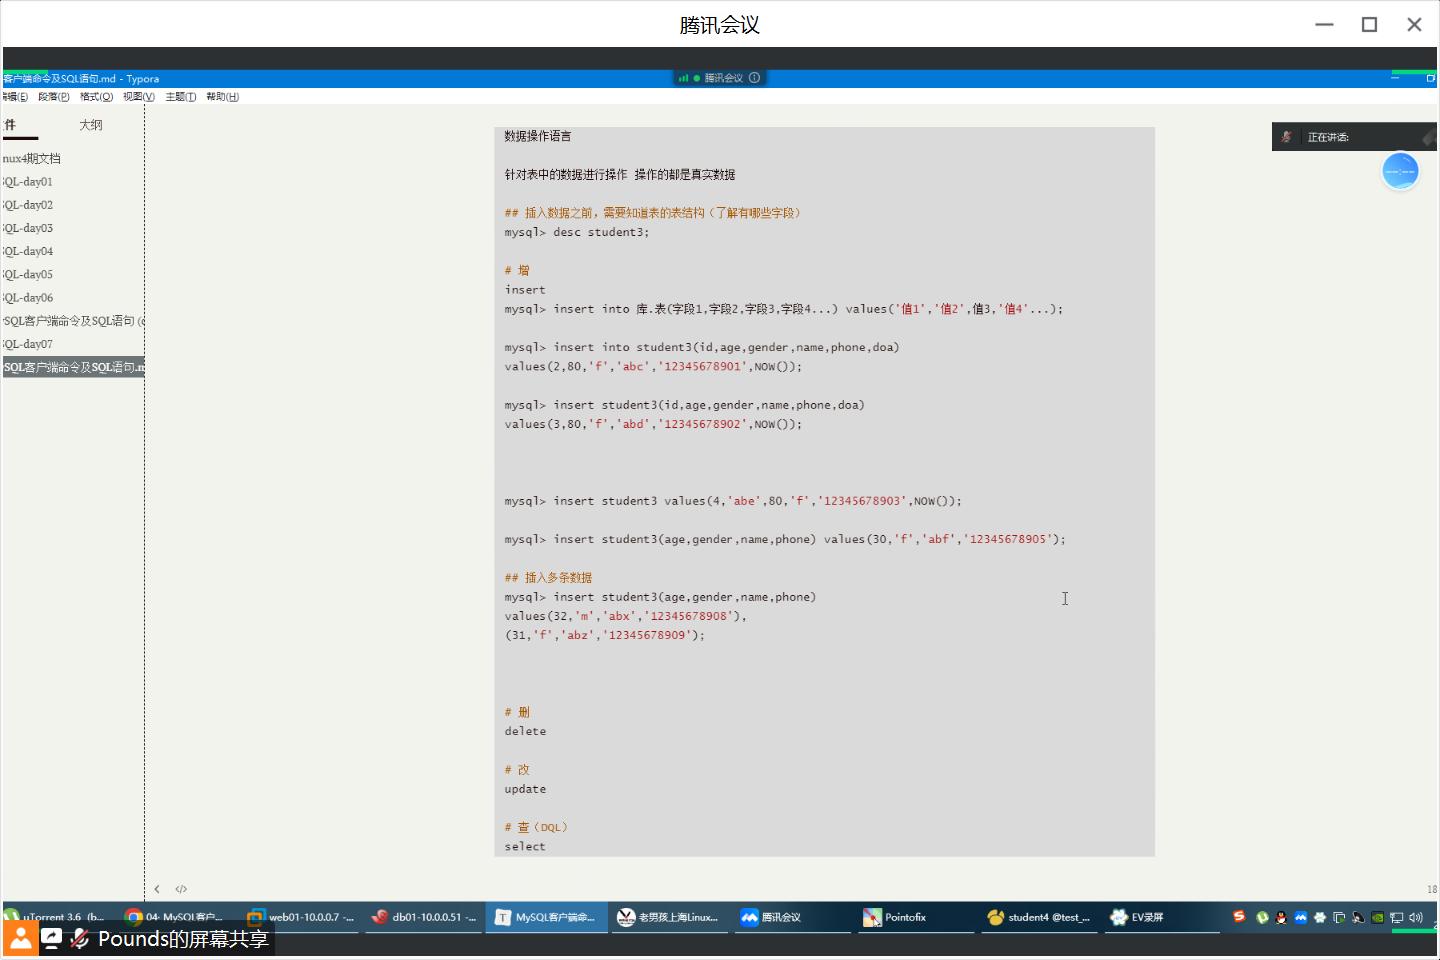 腾讯会议
客户端命令及SQL语句.md - Typora
腾讯会议
编辑(E) 段落(P) 格式(O) 视图(V) 主题(T) 帮助(H)
件 大纲
nux4期文档
SQL-day01
SQL-day02
SQL-day03
SQL-day04
SQL-day05
SQL-day06
SQL客户端命令及SQL语句 (
SQL-day07
SQL客户端命令及SQL语句.m
正在讲话:
数据操作语言
针对表中的数据进行操作 操作的都是真实数据
## 插入数据之前，需要知道表的表结构（了解有哪些字段）
mysql> desc student3;
# 增
insert
mysql> insert into 库.表(字段1,字段2,字段3,字段4...) values('值1','值2',值3,'值4'...);
mysql> insert into student3(id,age,gender,name,phone,doa)
values(2,80,'f','abc','12345678901',NOW());
mysql> insert student3(id,age,gender,name,phone,doa)
values(3,80,'f','abd','12345678902',NOW());
mysql> insert student3 values(4,'abe',80,'f','12345678903',NOW());
mysql> insert student3(age,gender,name,phone) values(30,'f','abf','12345678905');
## 插入多条数据
mysql> insert student3(age,gender,name,phone)
values(32,'m','abx','12345678908'),
(31,'f','abz','12345678909');
# 删
delete
# 改
update
# 查（DQL）
select
< </> 18
uTorrent 3.6 (b... 04- MySQL客户... web01-10.0.0.7 -... db01-10.0.0.51 -... MySQL客户端命... 老男孩上海Linux... 腾讯会议 Pointofix student4 @test_... EV录屏
Pounds的屏幕共享